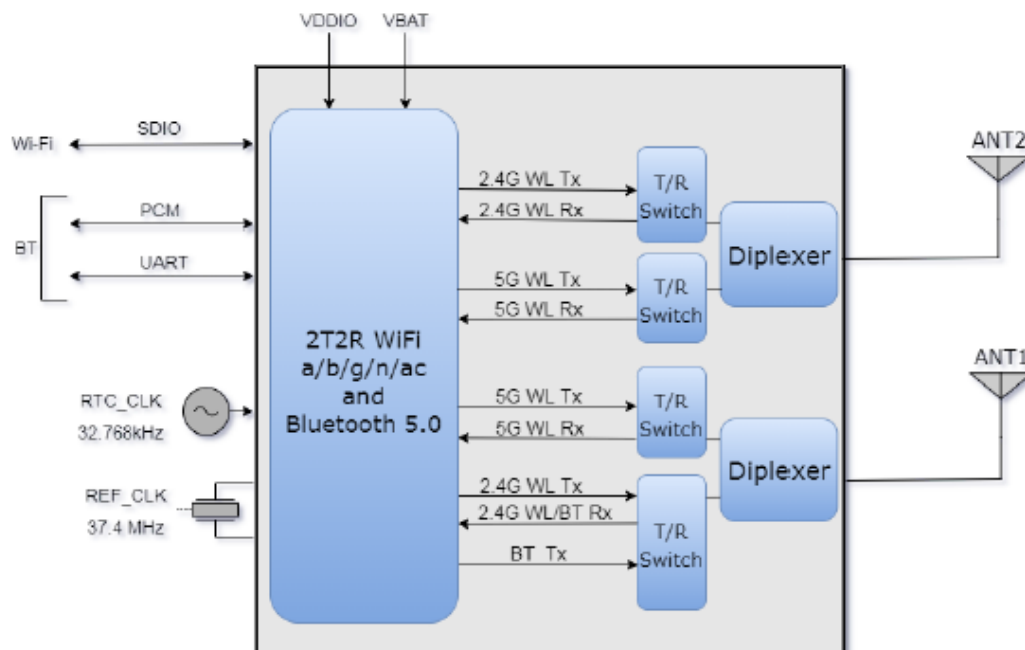 VDDIO
VBAT
Wi-Fi
SDIO
BT
PCM
UART
RTC_CLK
32.768kHz
REF_CLK
37.4 MHz
2T2R WiFi
a/b/g/n/ac
and
Bluetooth 5.0
2.4G WL Tx
2.4G WL Rx
T/R
Switch
5G WL Tx
5G WL Rx
T/R
Switch
Diplexer
ANT2
5G WL Tx
5G WL Rx
T/R
Switch
2.4G WL Tx
2.4G WL/BT Rx
BT Tx
T/R
Switch
Diplexer
ANT1